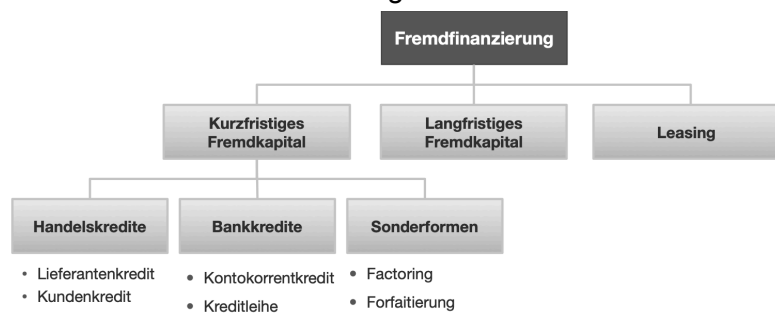 Fremdfinanzierung
Kurzfristiges
Fremdkapital
Langfristiges
Fremdkapital
Leasing
Handelskredite
Bankkredite
Sonderformen
• Lieferantenkredit
• Kundenkredit
• Kontokorrentkredit
• Kreditleihe
• Factoring
• Forfaitierung